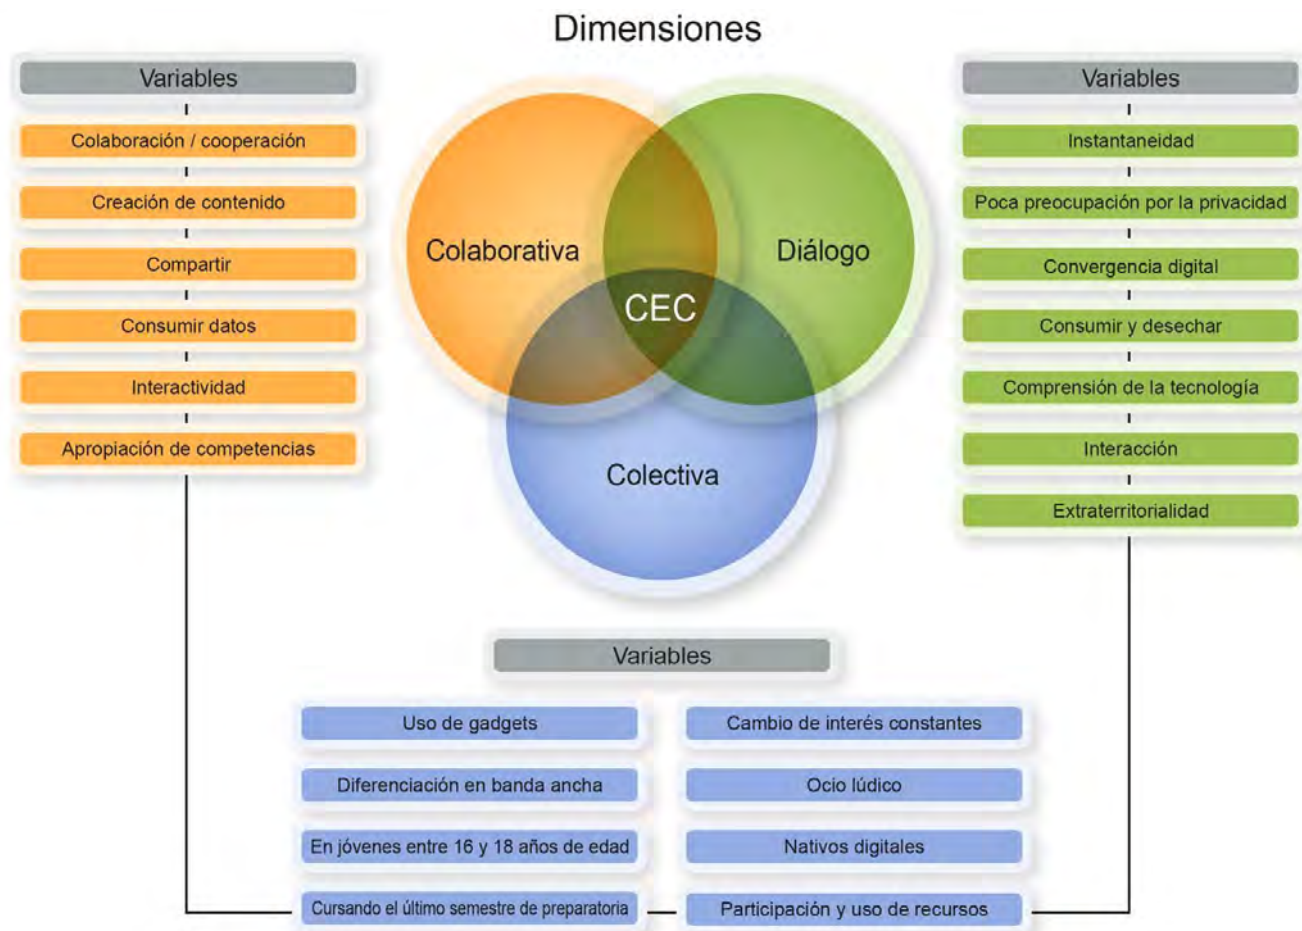 Dimensiones
Variables
Colaboración / cooperación
Creación de contenido
Compartir
Consumir datos
Interactividad
Apropiación de competencias
Colaborativa
Diálogo
CEC
Colectiva
Variables
Instantaneidad
Poca preocupación por la privacidad
Convergencia digital
Consumir y desechar
Comprensión de la tecnología
Interacción
Extraterritorialidad
Variables
Uso de gadgets
Diferenciación en banda ancha
En jóvenes entre 16 y 18 años de edad
Cursando el último semestre de preparatoria
Cambio de interés constantes
Ocio lúdico
Nativos digitales
Participación y uso de recursos